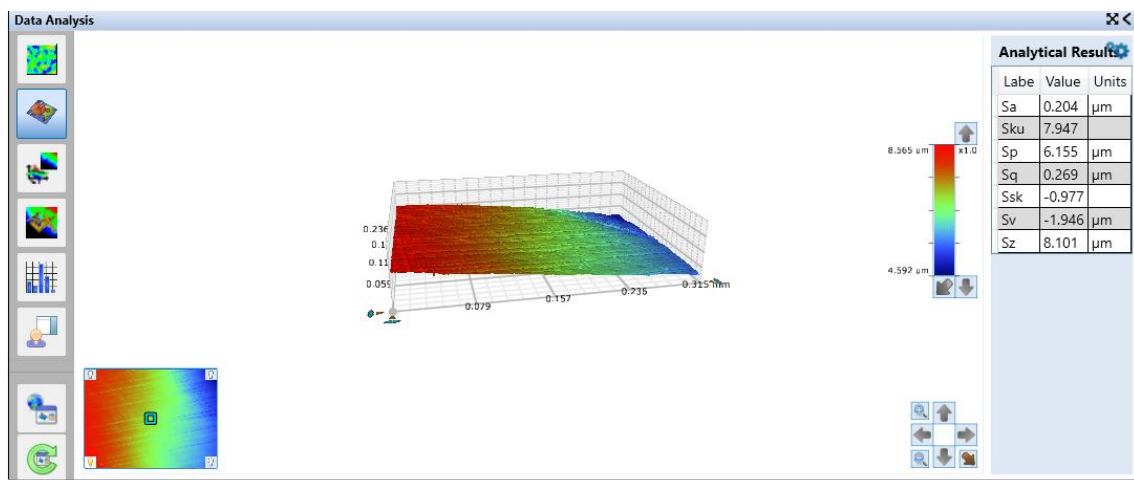 Data Analysis
Analytical Results
Labe Value Units
Sa 0.204 µm
Sku 7.947
Sp 6.155 µm
Sq 0.269 µm
Ssk -0.977
Sv -1.946 µm
Sz 8.101 µm
8.565 um
x1.0
4.592 um
0.236
0.1
0.11
0.059
0.079
0.157
0.236
0.315 mm